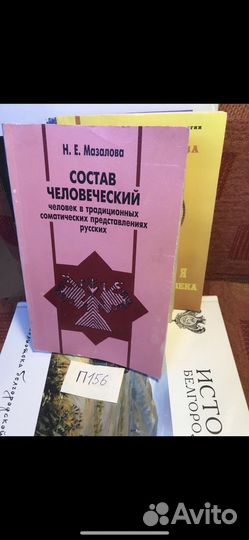 Н. Е. Мазалова
СОСТАВ
ЧЕЛОВЕЧЕСКИЙ
человек в традиционных
соматических представлениях
русских
П156
ИСТО
БЕЛГОРО
Avito